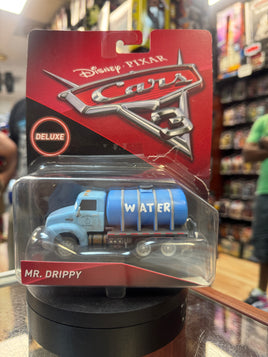 Disney·PIXAR
Cars
3
DELUXE
WATER
MR. DRIPPY